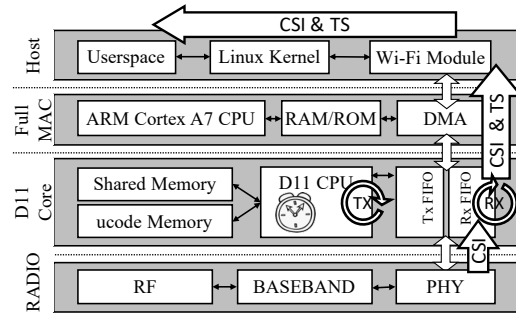 CSI & TS
Host
Userspace
Linux Kernel
Wi-Fi Module
Full
MAC
ARM Cortex A7 CPU
RAM/ROM
DMA
CSI & TS
D11
Core
Shared Memory
ucode Memory
D11 CPU
TX
Tx FIFO
Rx FIFO
RX
CSI
RADIO
RF
BASEBAND
PHY